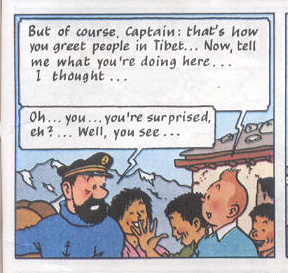 But of course, Captain: that's how
you greet people in Tibet... Now, tell
me what you're doing here...
I thought...
Oh... you... you're surprised,
eh?... Well, you see...